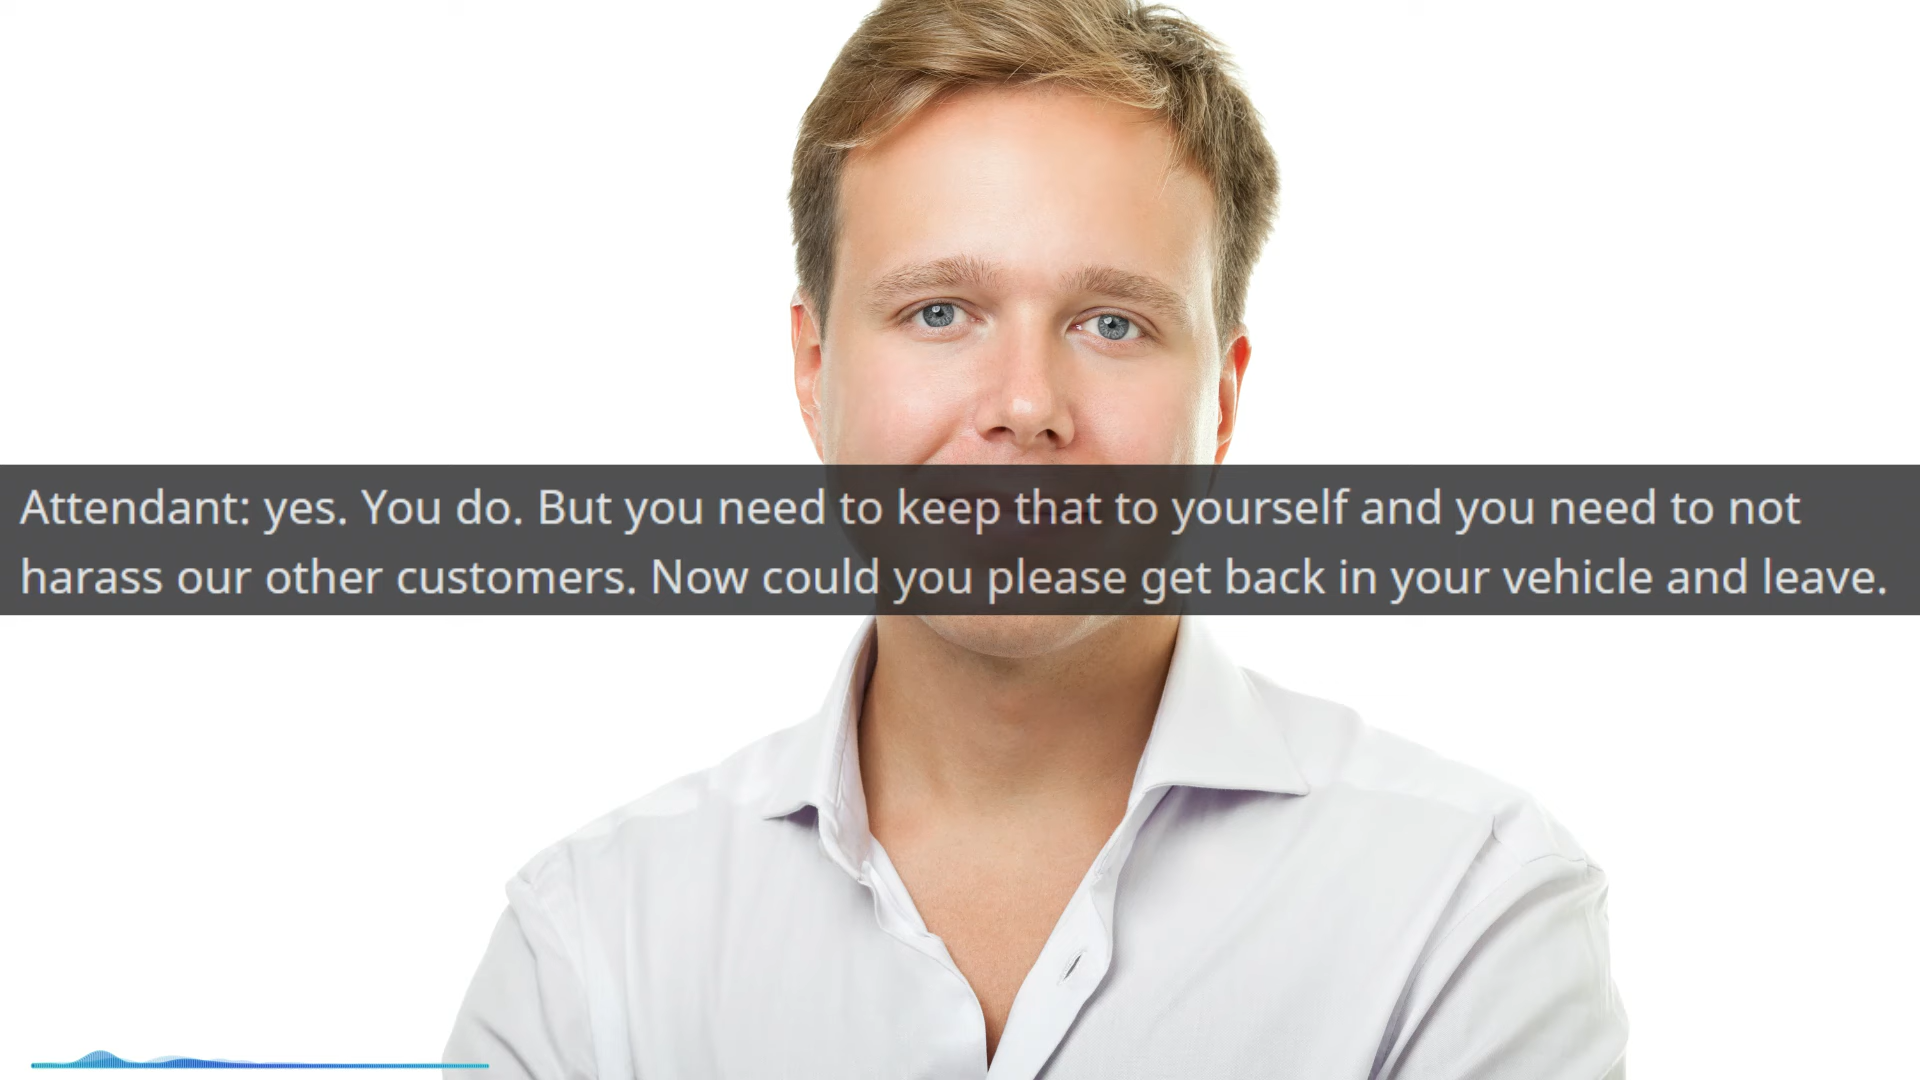 Attendant: yes. You do. But you need to keep that to yourself and you need to not
harass our other customers. Now could you please get back in your vehicle and leave.